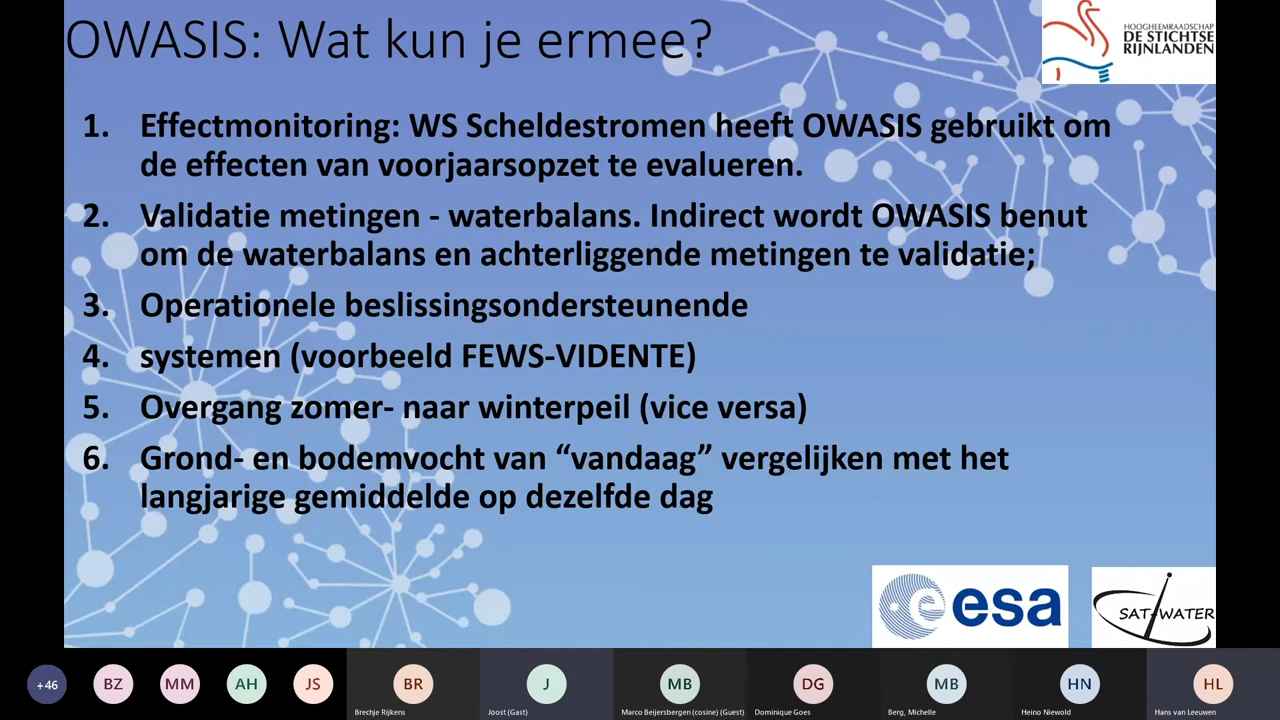 OWASIS: Wat kun je ermee?
HOOGHEEMRAADSCHAP
DE STICHTSE
RIJNLANDEN
1. Effectmonitoring: WS Scheldestromen heeft OWASIS gebruikt om
de effecten van voorjaarsopzet te evalueren.
2. Validatie metingen - waterbalans. Indirect wordt OWASIS benut
om de waterbalans en achterliggende metingen te validatie;
3. Operationele beslissingsondersteunende
4. systemen (voorbeeld FEWS-VIDENTE)
5. Overgang zomer- naar winterpeil (vice versa)
6. Grond- en bodemvocht van “vandaag” vergelijken met het
langjarige gemiddelde op dezelfde dag
esa
SAT-WATER
+46 BZ MM AH JS BR J MB DG MB HN HL
Brechje Rijkens Joost (Gast) Marco Beijersbergen (cosine) (Guest) Dominique Goes Berg, Michelle Heino Niewold Hans van Leeuwen